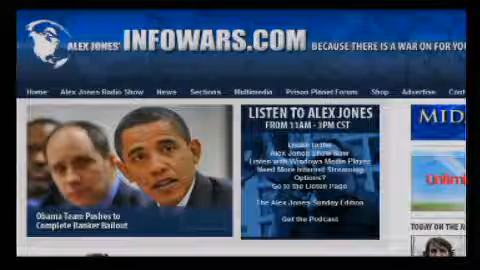 ALEX JONES' INFOWARS.COM BECAUSE THERE IS A WAR ON FOR YOU
Home Alex Jones Radio Show News Sections Multimedia Prison Planet Forum Shop Advertise Cont
LISTEN TO ALEX JONES
FROM 11AM - 3PM CST
Listen to the
Alex Jones Show Now
Listen with Windows Media Player
Need More Internet Streaming
Options?
Go to the Listen Page
The Alex Jones Sunday Edition
Get the Podcast
Obama Team Pushes to
Complete Banker Bailout
MID
Unlim
TODAY ON THE A